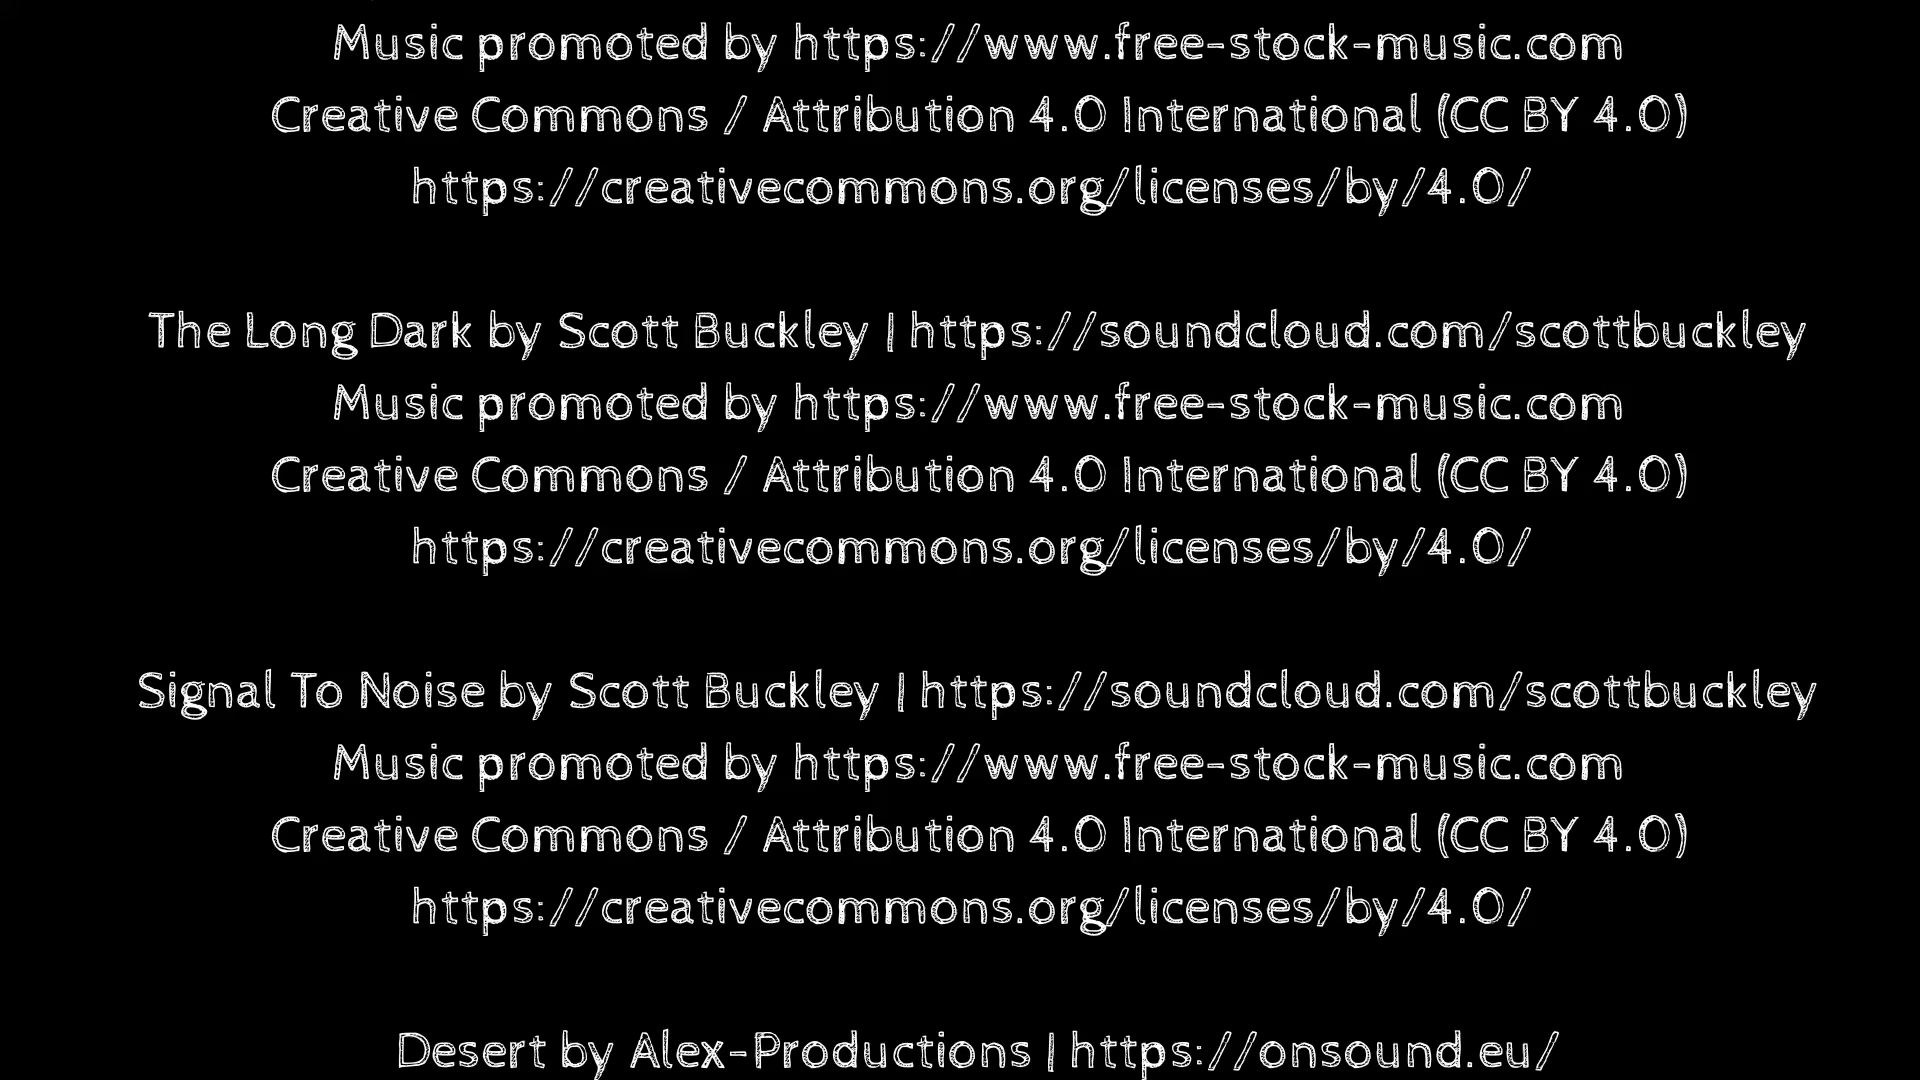 Music promoted by https://www.free-stock-music.com
Creative Commons / Attribution 4.0 International (CC BY 4.0)
https://creativecommons.org/licenses/by/4.0/
The Long Dark by Scott Buckley | https://soundcloud.com/scottbuckley
Music promoted by https://www.free-stock-music.com
Creative Commons / Attribution 4.0 International (CC BY 4.0)
https://creativecommons.org/licenses/by/4.0/
Signal To Noise by Scott Buckley | https://soundcloud.com/scottbuckley
Music promoted by https://www.free-stock-music.com
Creative Commons / Attribution 4.0 International (CC BY 4.0)
https://creativecommons.org/licenses/by/4.0/
Desert by Alex-Productions | https://onsound.eu/